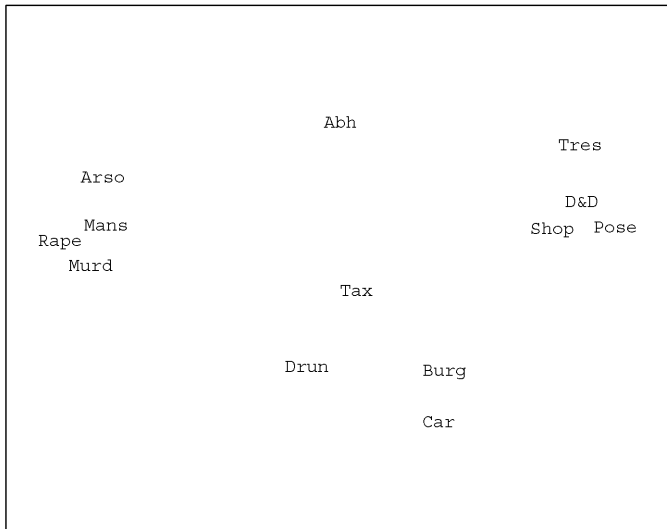 Abh
Tres
Arso
D&D
Mans
Shop Pose
Rape
Murd
Tax
Drun
Burg
Car